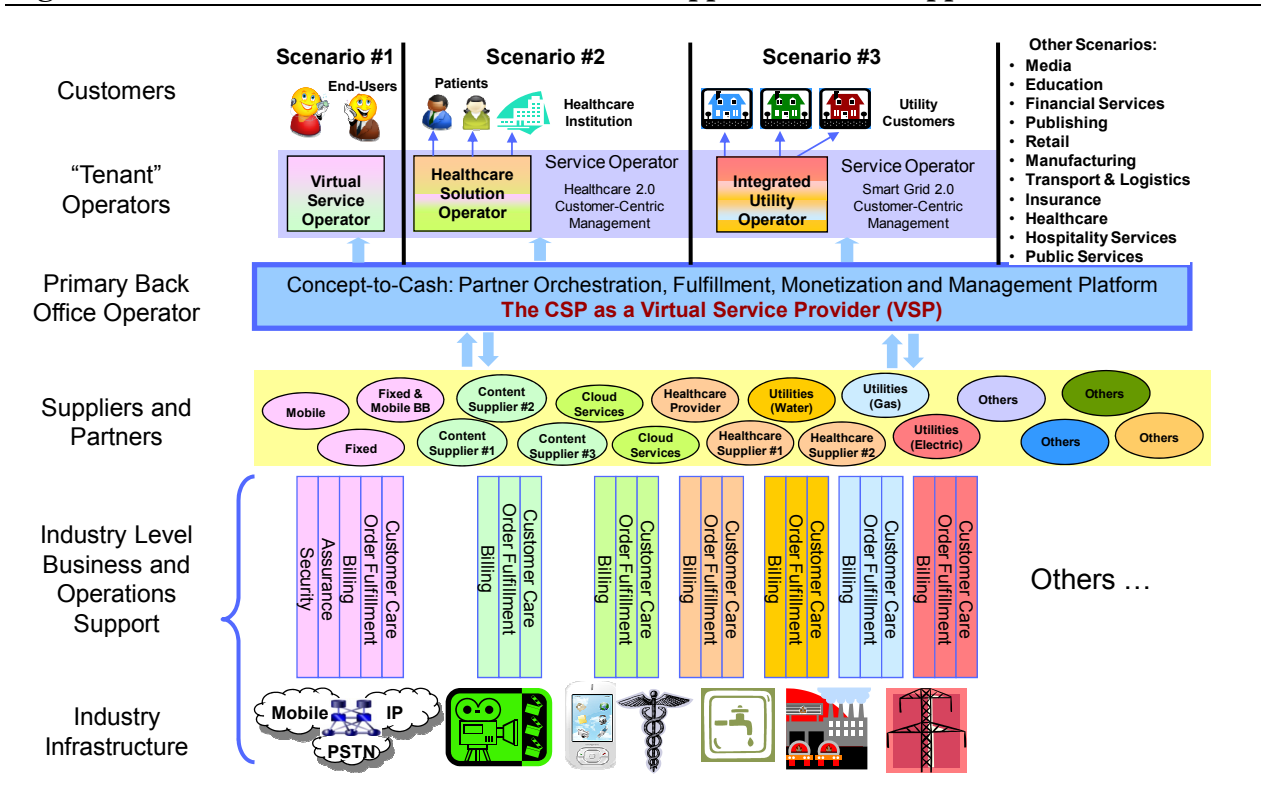 Scenario #1
Scenario #2
Scenario #3
Other Scenarios:
• Media
• Education
• Financial Services
• Publishing
• Retail
• Manufacturing
• Transport & Logistics
• Insurance
• Healthcare
• Hospitality Services
• Public Services
Customers
End-Users
Patients
Healthcare
Institution
Utility
Customers
“Tenant”
Operators
Virtual
Service
Operator
Healthcare
Solution
Operator
Service Operator
Healthcare 2.0
Customer-Centric
Management
Integrated
Utility
Operator
Service Operator
Smart Grid 2.0
Customer-Centric
Management
Primary Back
Office Operator
Concept-to-Cash: Partner Orchestration, Fulfillment, Monetization and Management Platform
The CSP as a Virtual Service Provider (VSP)
Suppliers and
Partners
Mobile
Fixed &
Mobile BB
Content
Supplier #2
Cloud
Services
Healthcare
Provider
Utilities
(Water)
Utilities
(Gas)
Others
Others
Fixed
Content
Supplier #1
Content
Supplier #3
Cloud
Services
Healthcare
Supplier #1
Healthcare
Supplier #2
Utilities
(Electric)
Others
Others
Industry Level
Business and
Operations
Support
Security
Assurance
Billing
Order Fulfillment
Customer Care
Billing
Order Fulfillment
Customer Care
Billing
Order Fulfillment
Customer Care
Billing
Order Fulfillment
Customer Care
Billing
Order Fulfillment
Customer Care
Billing
Order Fulfillment
Customer Care
Billing
Order Fulfillment
Customer Care
Others …
Industry
Infrastructure
Mobile
IP
PSTN